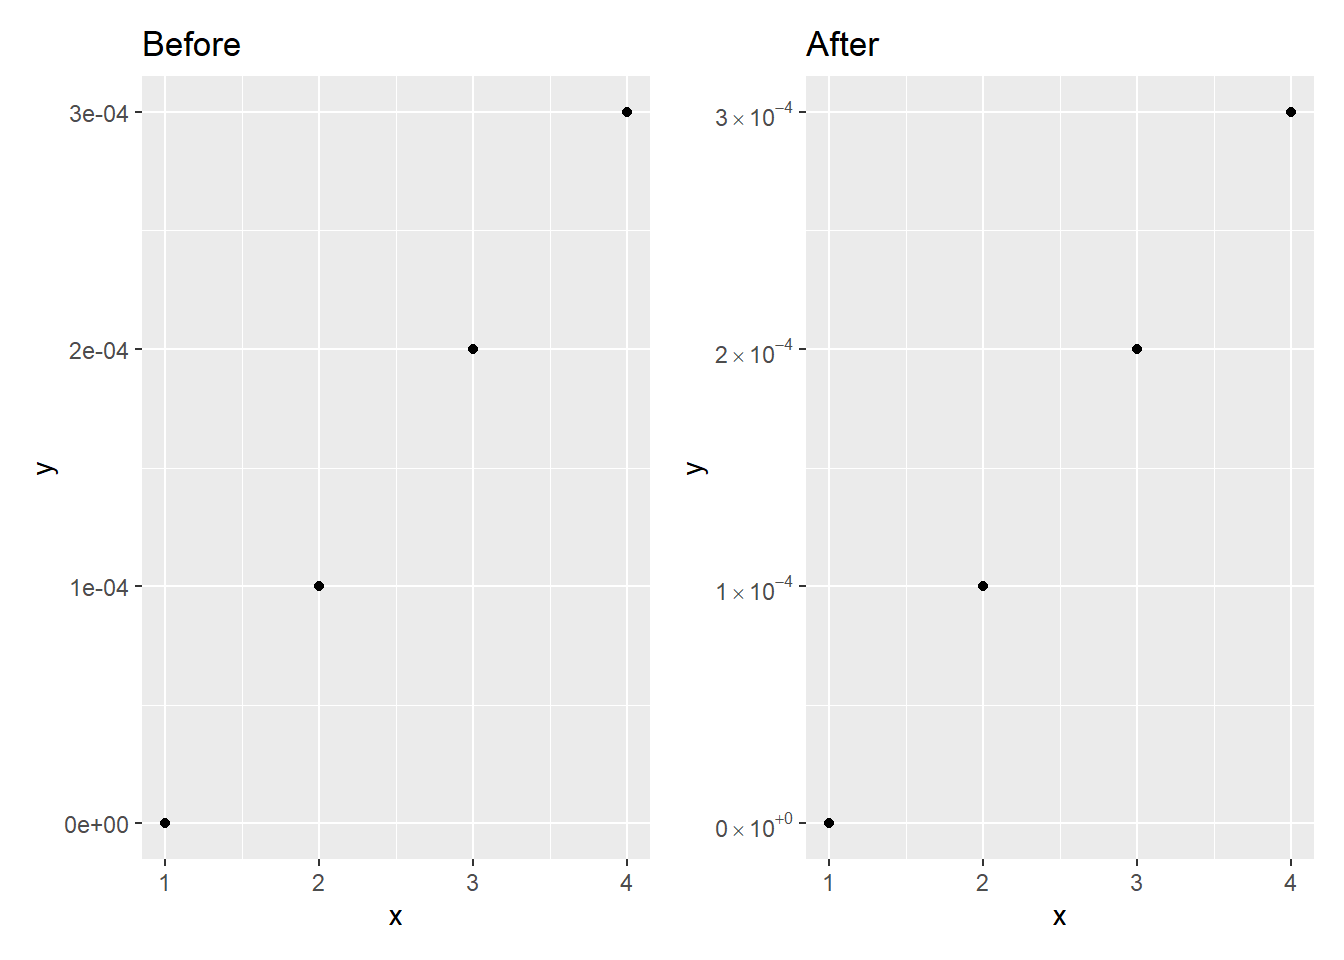 Before
3e-04
2e-04
1e-04
0e+00
y
1 2 3 4
x
After
3 × 10⁻⁴
2 × 10⁻⁴
1 × 10⁻⁴
0 × 10⁺⁰
y
1 2 3 4
x